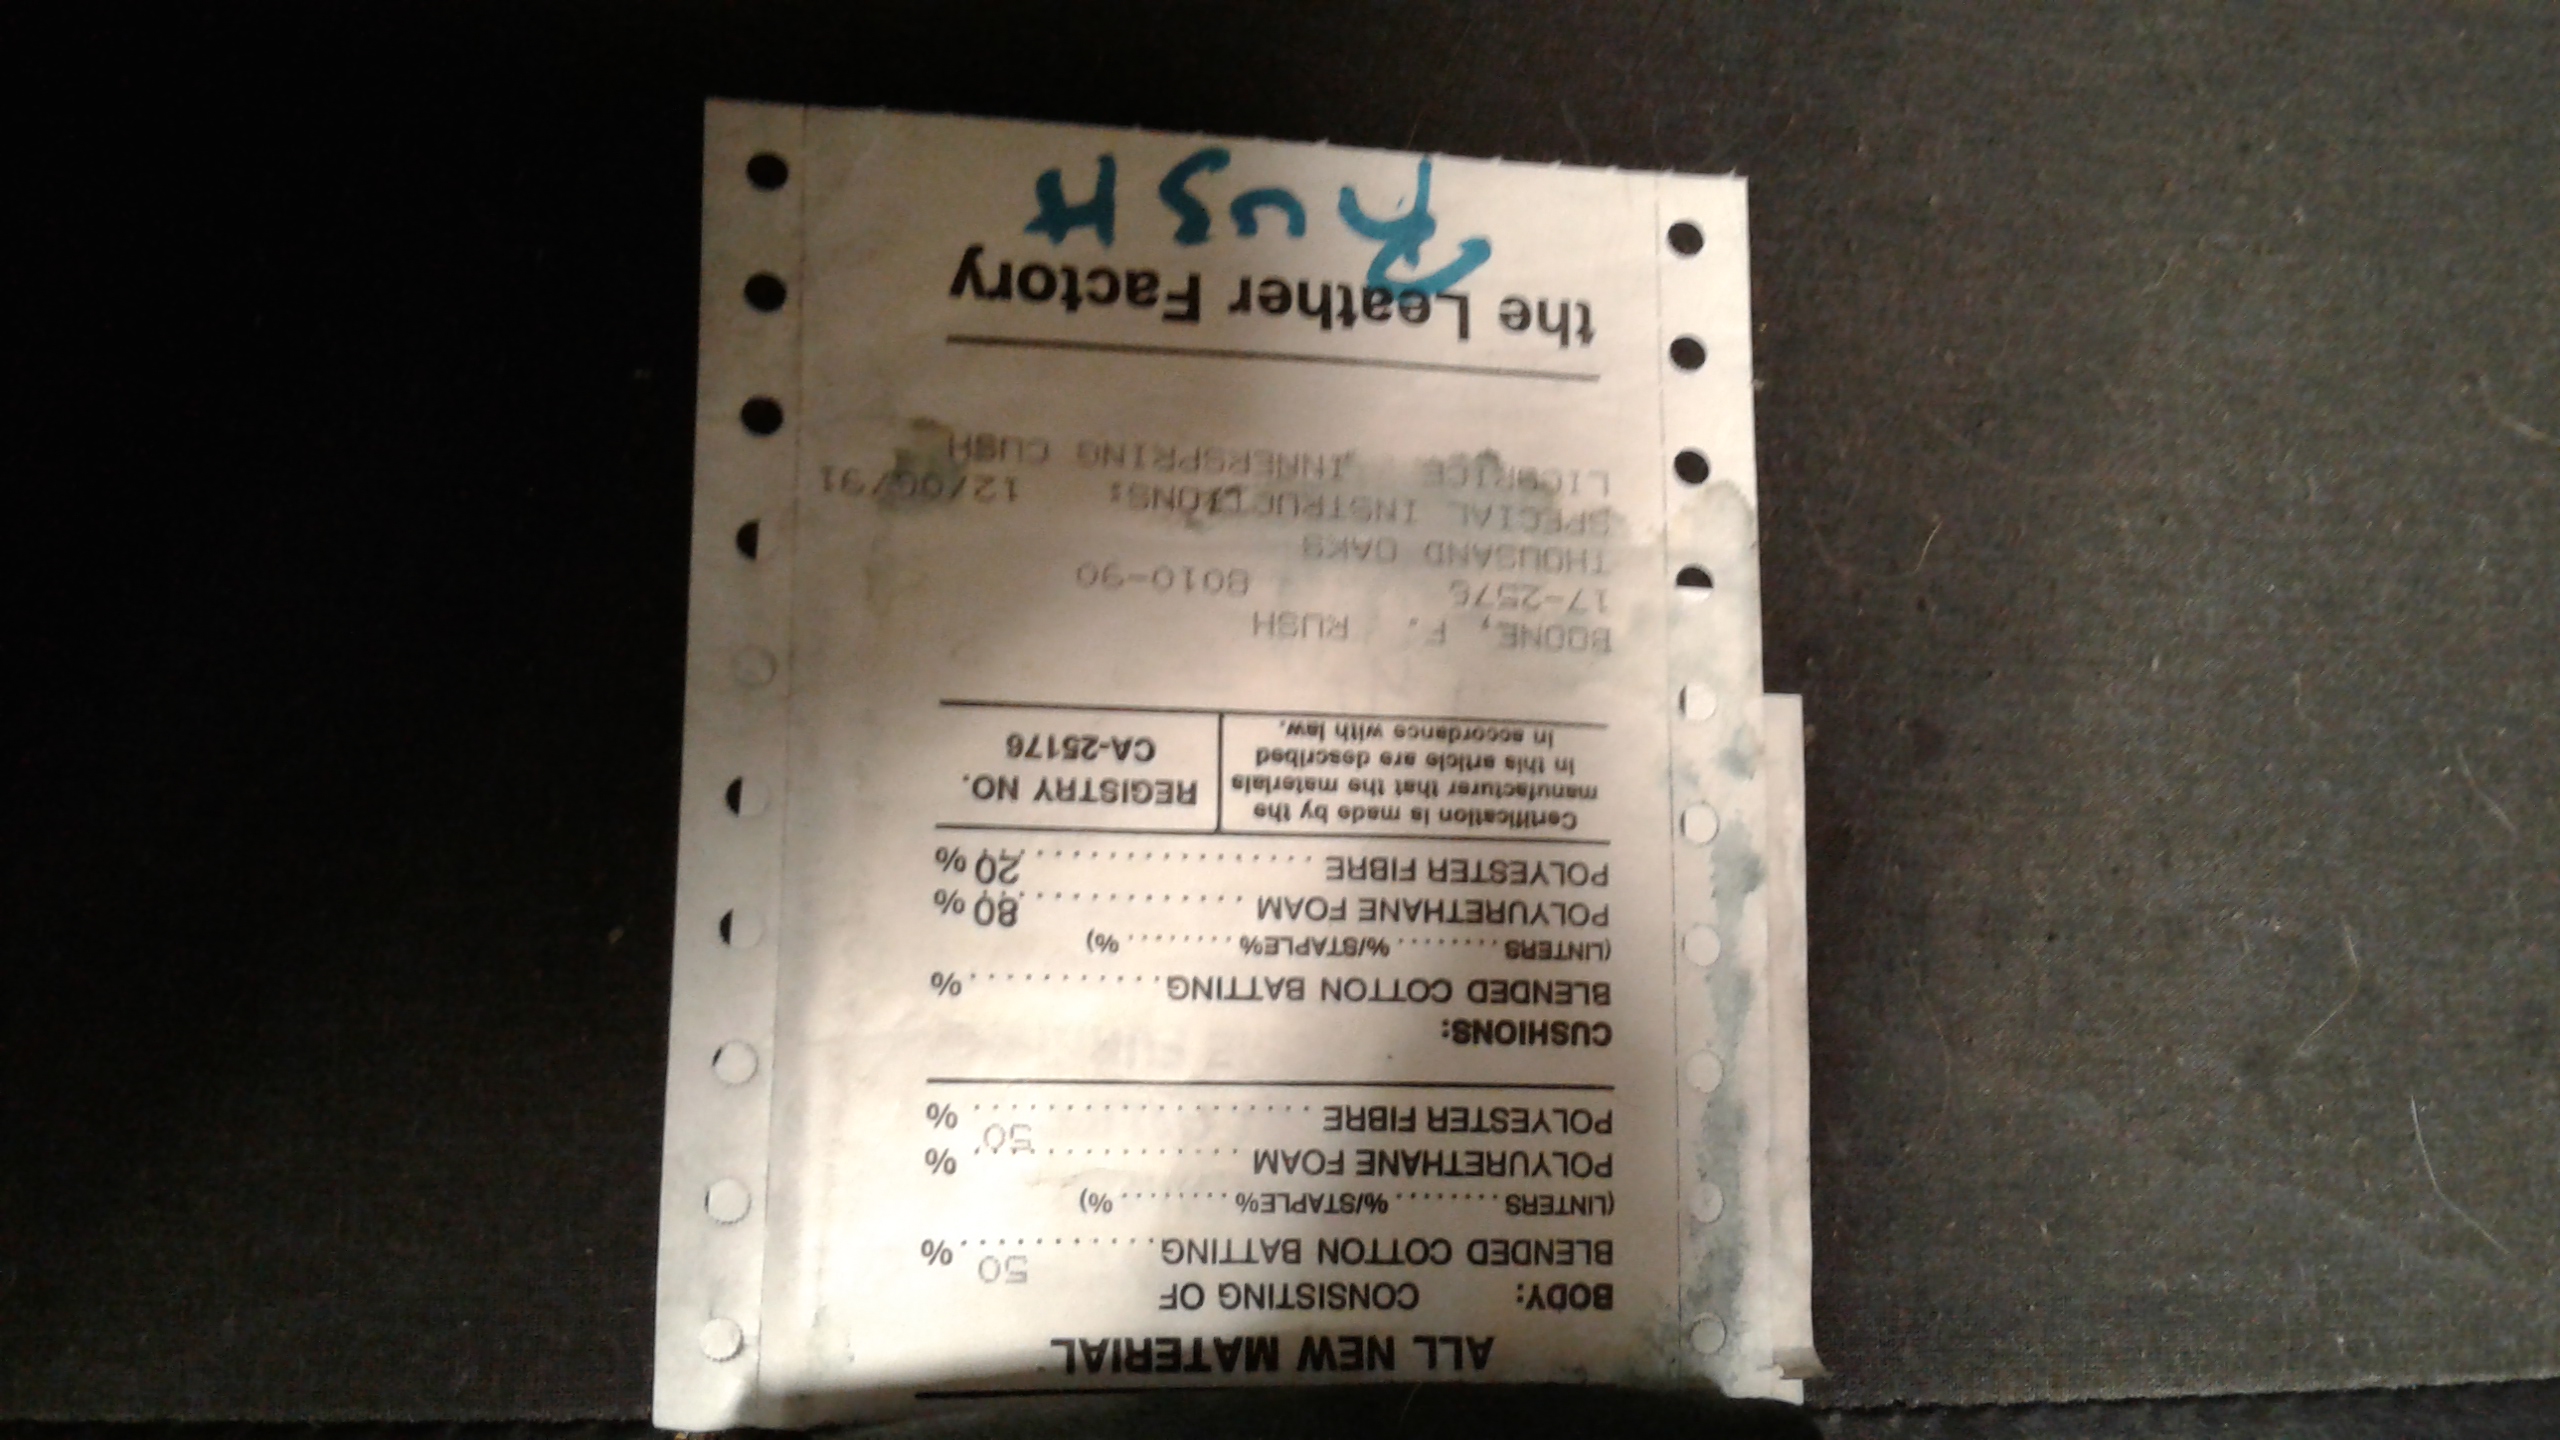 ALL NEW MATERIAL
BODY: CONSISTING OF
50
BLENDED COTTON BATTING............%
(LINTERS.........%/STAPLE%.........%)
POLYURETHANE FOAM..................%
50
POLYESTER FIBRE.....................%
CUSHIONS:
BLENDED COTTON BATTING............%
(LINTERS.........%/STAPLE%.........%)
POLYURETHANE FOAM...............80%
POLYESTER FIBRE..................20%
Certification is made by the
manufacturer that the materials
in this article are described
in accordance with law.
REGISTRY NO.
CA-25176
BOONE, F. RUSH
17-2576 8010-90
THOUSAND OAKS
SPECIAL INSTRUCTIONS: 12/06/91
LICORICE INNERSPRING CUSH
the Leather Factory
RUSH